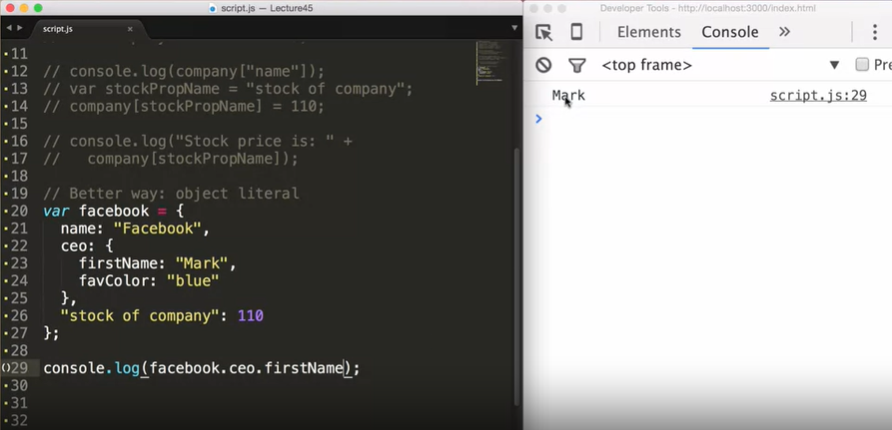 script.js — Lecture45
script.js ×
11
12 // console.log(company["name"]);
13 // var stockPropName = "stock of company";
14 // company[stockPropName] = 110;
15
16 // console.log("Stock price is: " +
17 //   company[stockPropName]);
18
19 // Better way: object literal
20 var facebook = {
21   name: "Facebook",
22   ceo: {
23     firstName: "Mark",
24     favColor: "blue"
25   },
26   "stock of company": 110
27 };
28
29 console.log(facebook.ceo.firstName);
30
31
32
Developer Tools - http://localhost:3000/index.html
Elements Console »
<top frame> ▼ Pre
Mark script.js:29
>